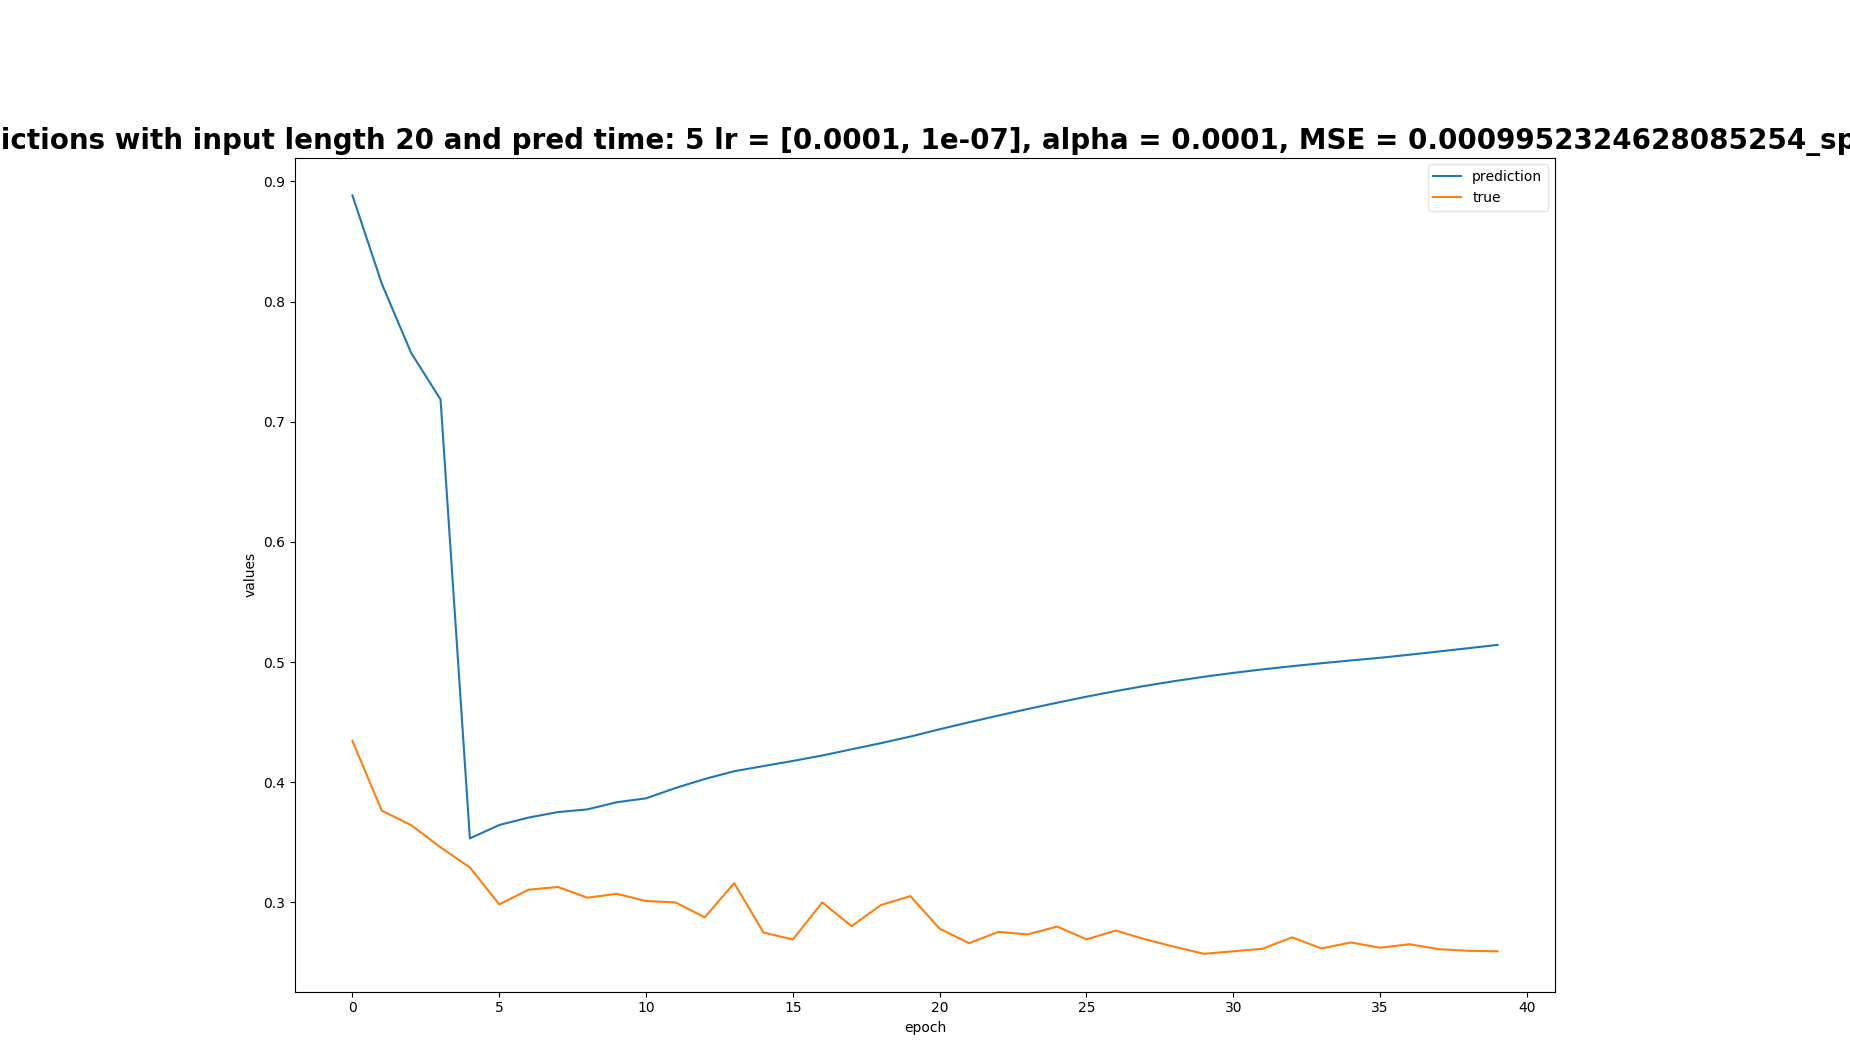 ictions with input length 20 and pred time: 5 lr = [0.0001, 1e-07], alpha = 0.0001, MSE = 0.0009952324628085254_sp
prediction
true
0.9
0.8
0.7
0.6
0.5
0.4
0.3
values
0 5 10 15 20 25 30 35 40
epoch